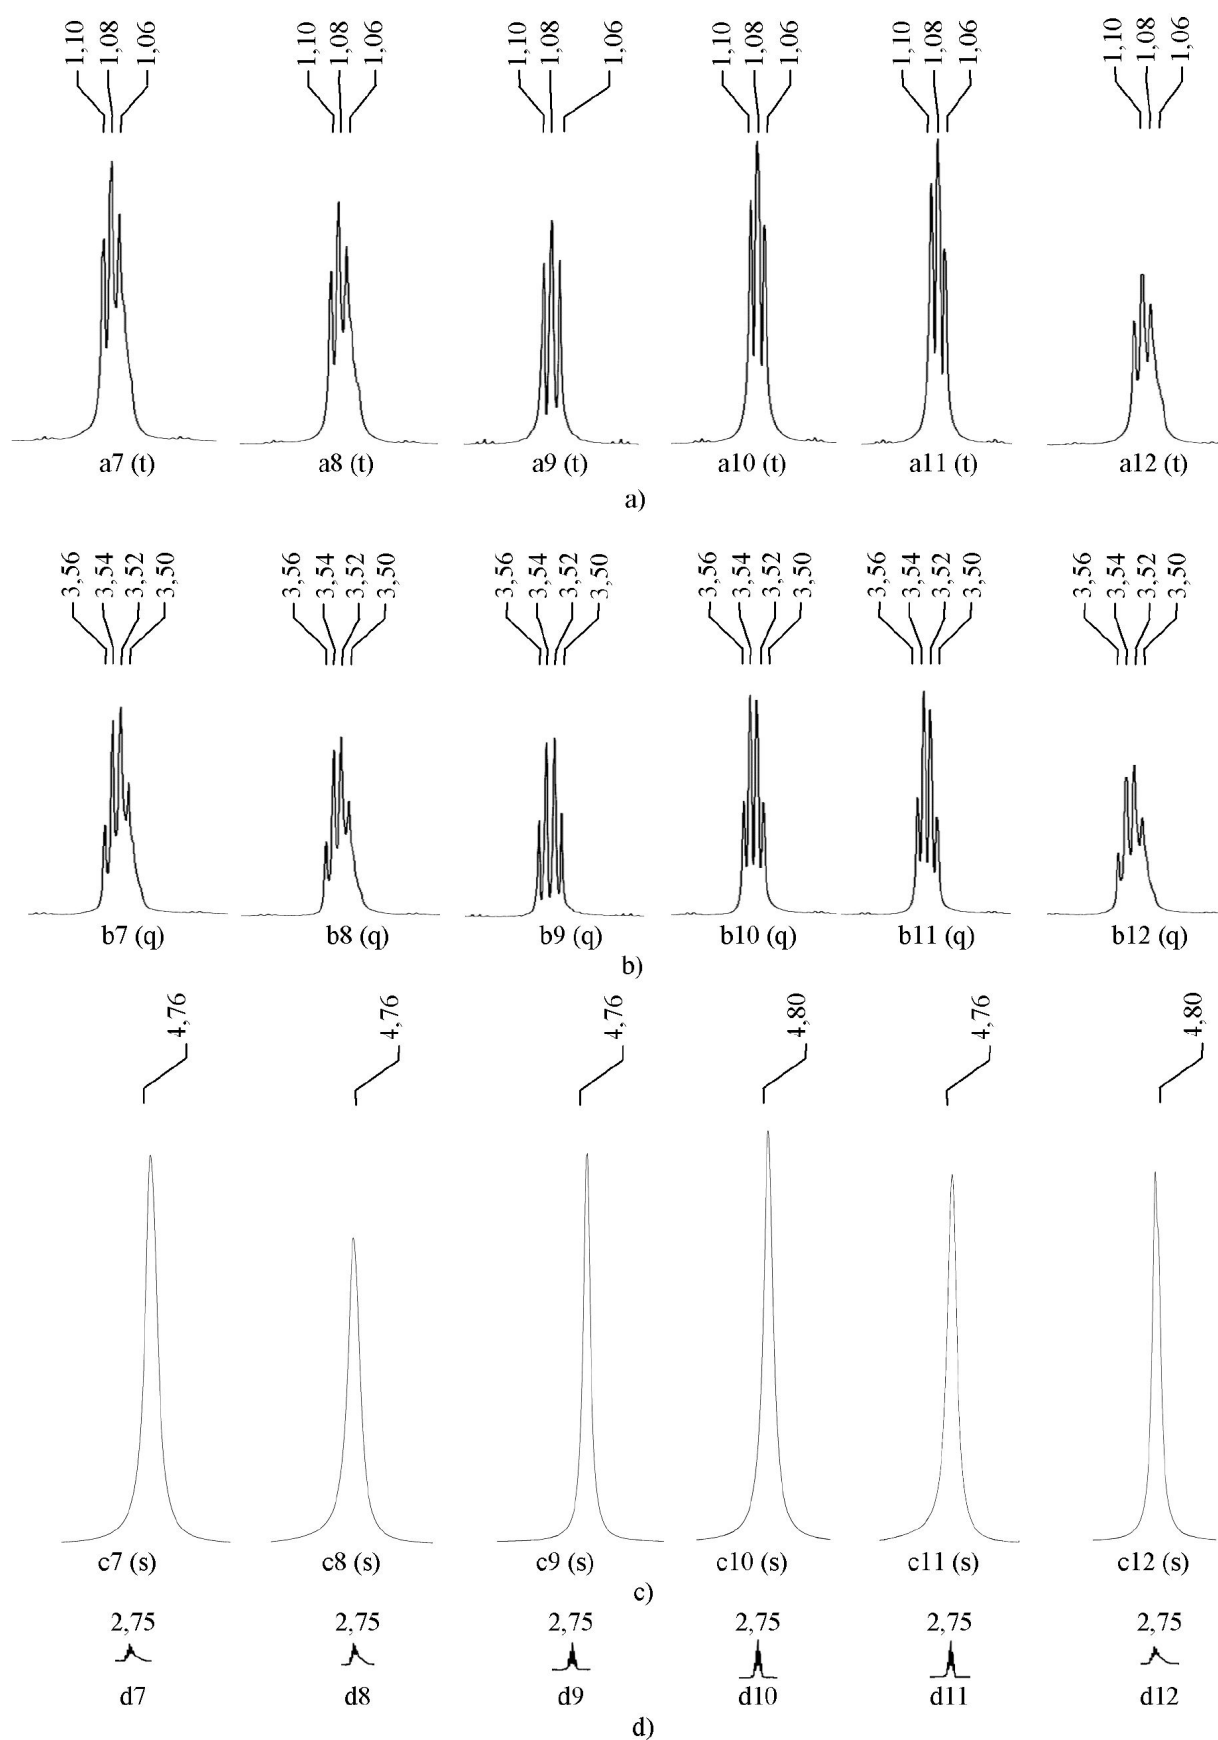 1,10 1,08 1,06 1,10 1,08 1,06 1,10 1,08 1,06 1,10 1,08 1,06 1,10 1,08 1,06 1,10 1,08 1,06
a7 (t) a8 (t) a9 (t) a10 (t) a11 (t) a12 (t)
a)
3,56 3,54 3,52 3,50 3,56 3,54 3,52 3,50 3,56 3,54 3,52 3,50 3,56 3,54 3,52 3,50 3,56 3,54 3,52 3,50 3,56 3,54 3,52 3,50
b7 (q) b8 (q) b9 (q) b10 (q) b11 (q) b12 (q)
b)
4,76 4,76 4,76 4,80 4,76 4,80
c7 (s) c8 (s) c9 (s) c10 (s) c11 (s) c12 (s)
c)
2,75 2,75 2,75 2,75 2,75 2,75
d7 d8 d9 d10 d11 d12
d)